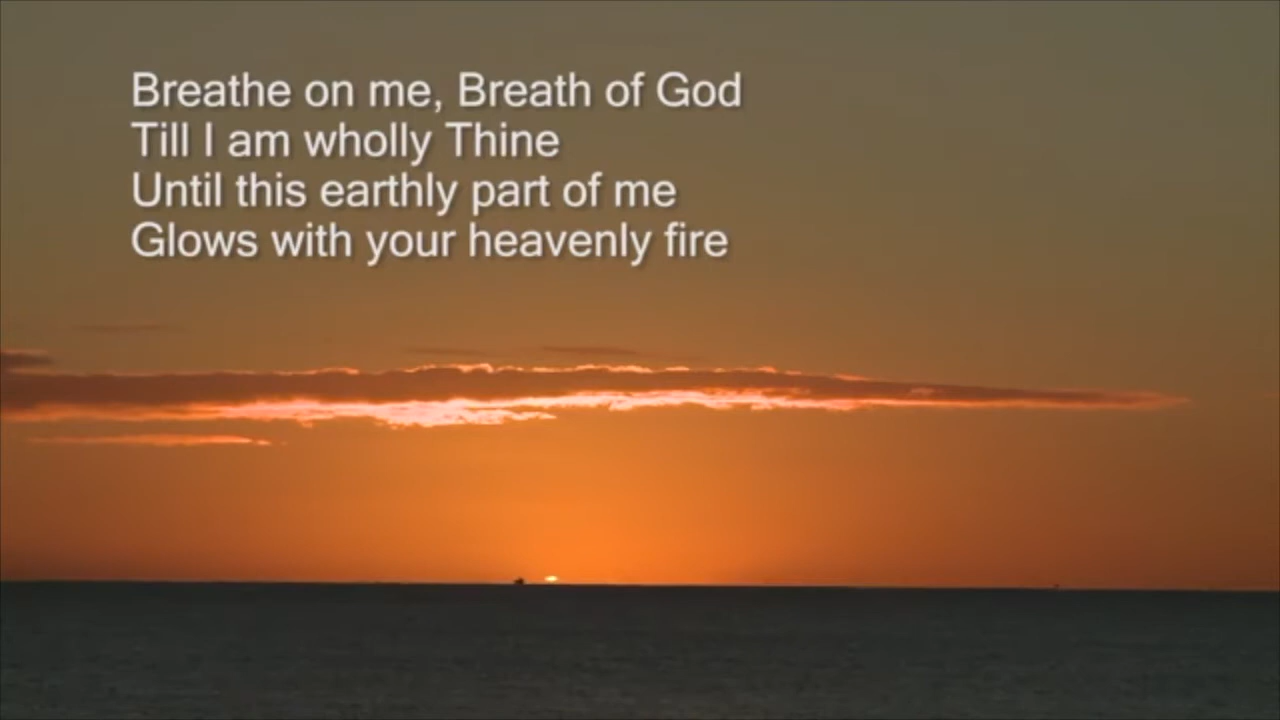 Breathe on me, Breath of God
Till I am wholly Thine
Until this earthly part of me
Glows with your heavenly fire